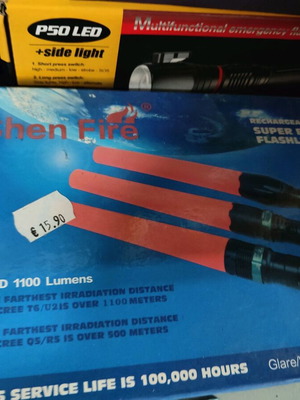 P50 LED
+side light
1. Short press switch:
2. Long press switch:
Multifunctional emergency
Shen Fire®
RECHARGEA
SUPER B
FLASHLI
€ 15,90
D 1100 Lumens
FARTHEST IRRADIATION DISTANCE
CREE T6/U2IS OVER 1100 METERS
FARTHEST IRRADIATION DISTANCE
CREE Q5/R5 IS OVER 500 METERS
S SERVICE LIFE IS 100,000 HOURS
Glare/